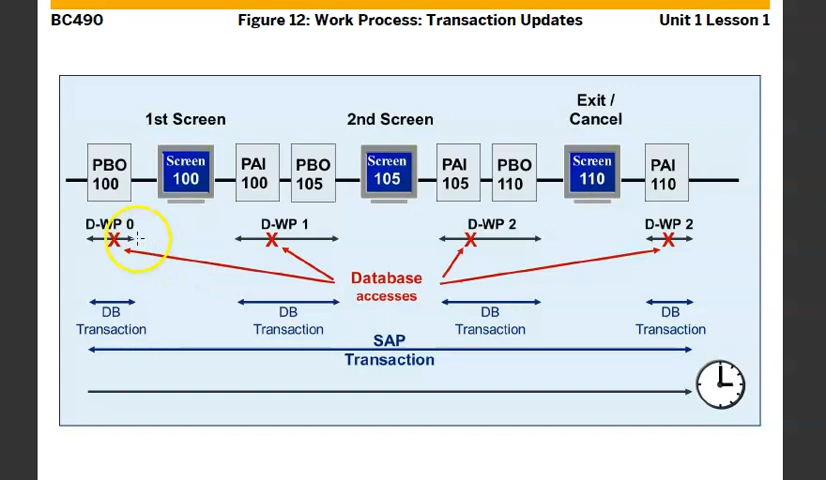 BC490 Figure 12: Work Process: Transaction Updates Unit 1 Lesson 1
1st Screen
2nd Screen
Exit /
Cancel
PBO
100
Screen
100
PAI
100
PBO
105
Screen
105
PAI
105
PBO
110
Screen
110
PAI
110
D-WP 0
D-WP 1
D-WP 2
D-WP 2
X
X
X
X
Database
accesses
DB
Transaction
DB
Transaction
DB
Transaction
DB
Transaction
SAP
Transaction